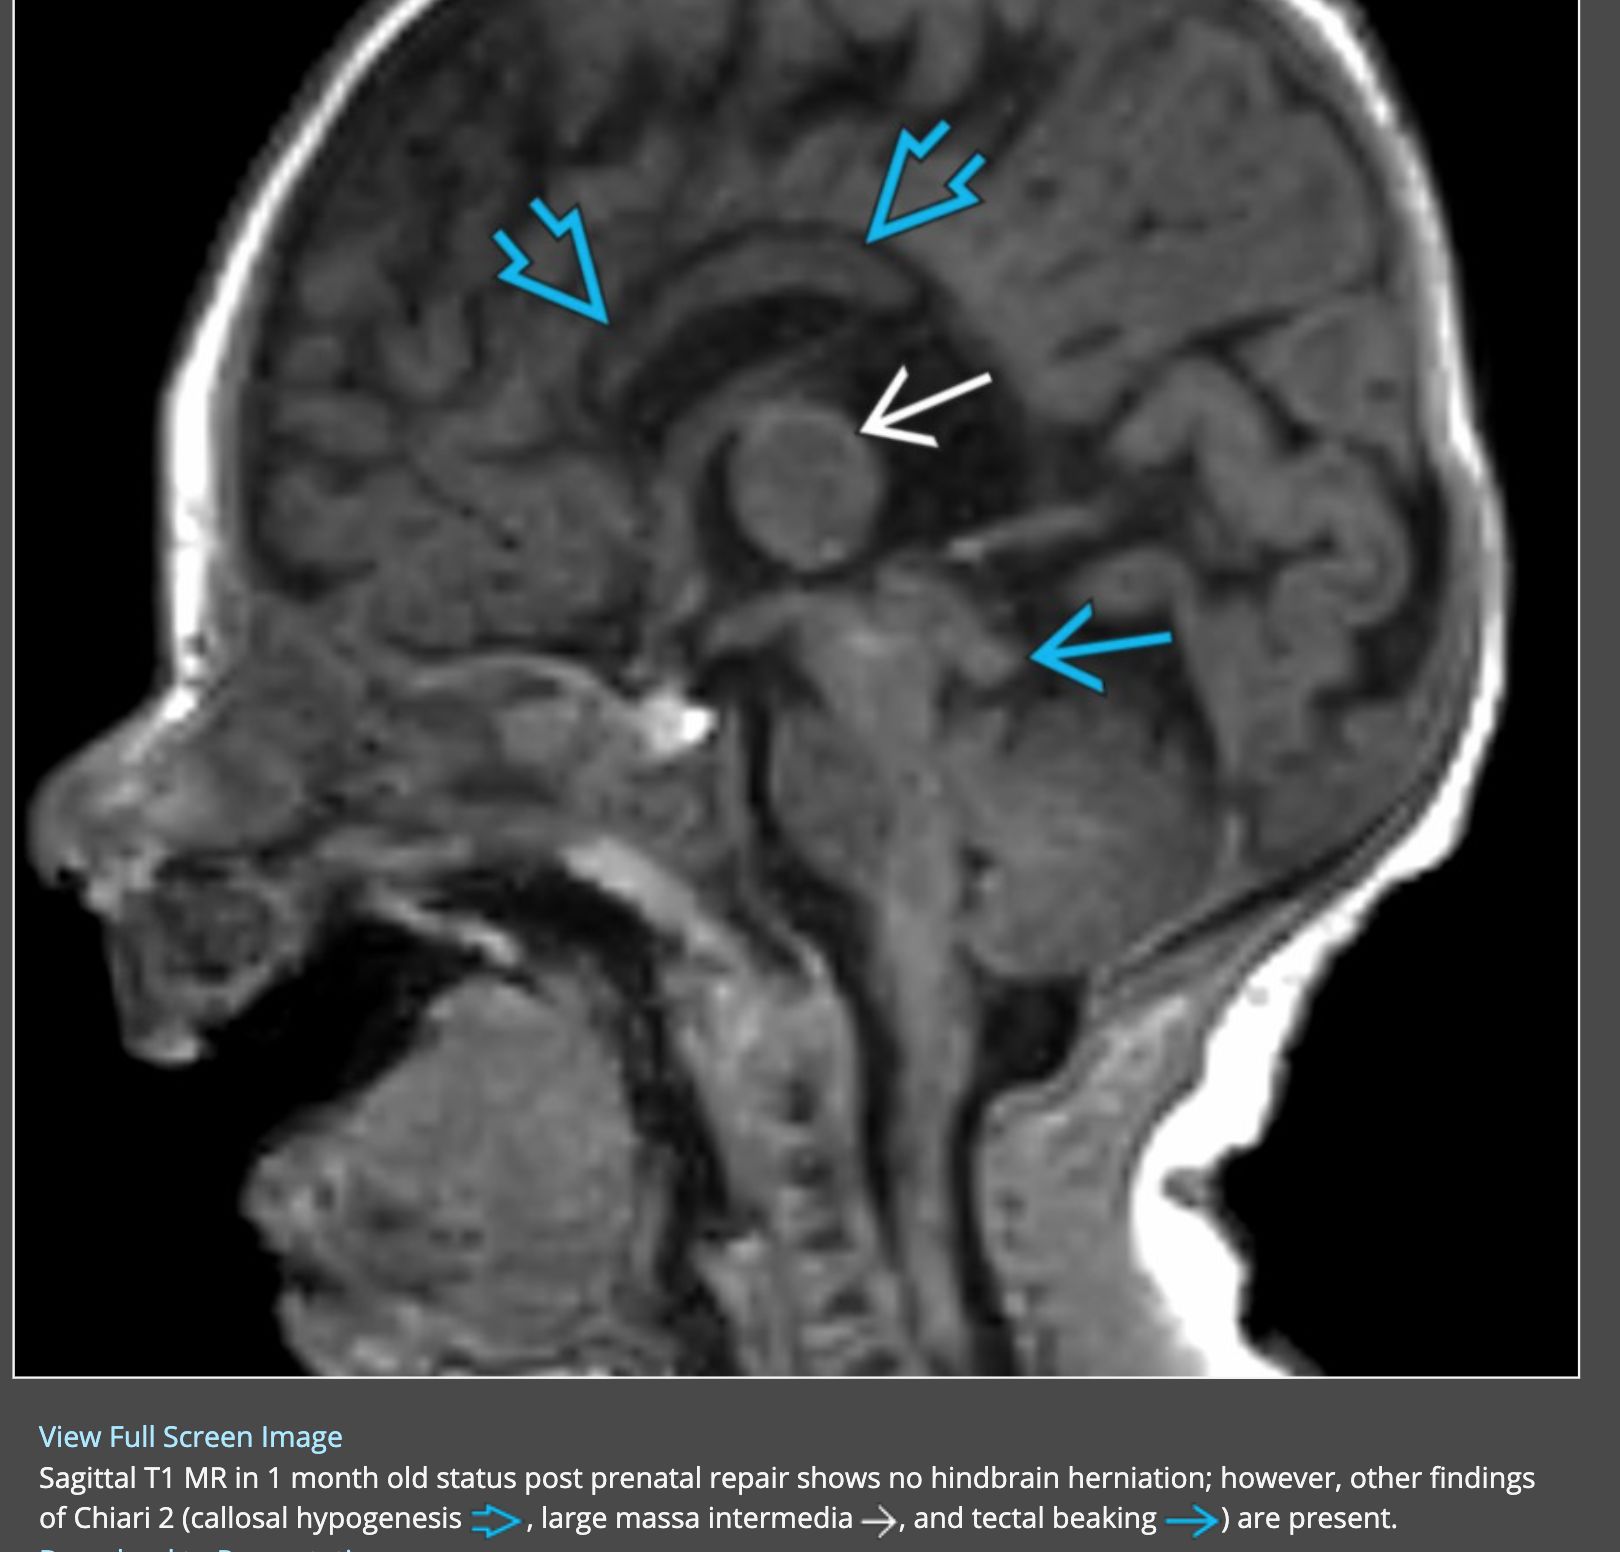 View Full Screen Image
Sagittal T1 MR in 1 month old status post prenatal repair shows no hindbrain herniation; however, other findings
of Chiari 2 (callosal hypogenesis , large massa intermedia , and tectal beaking ) are present.